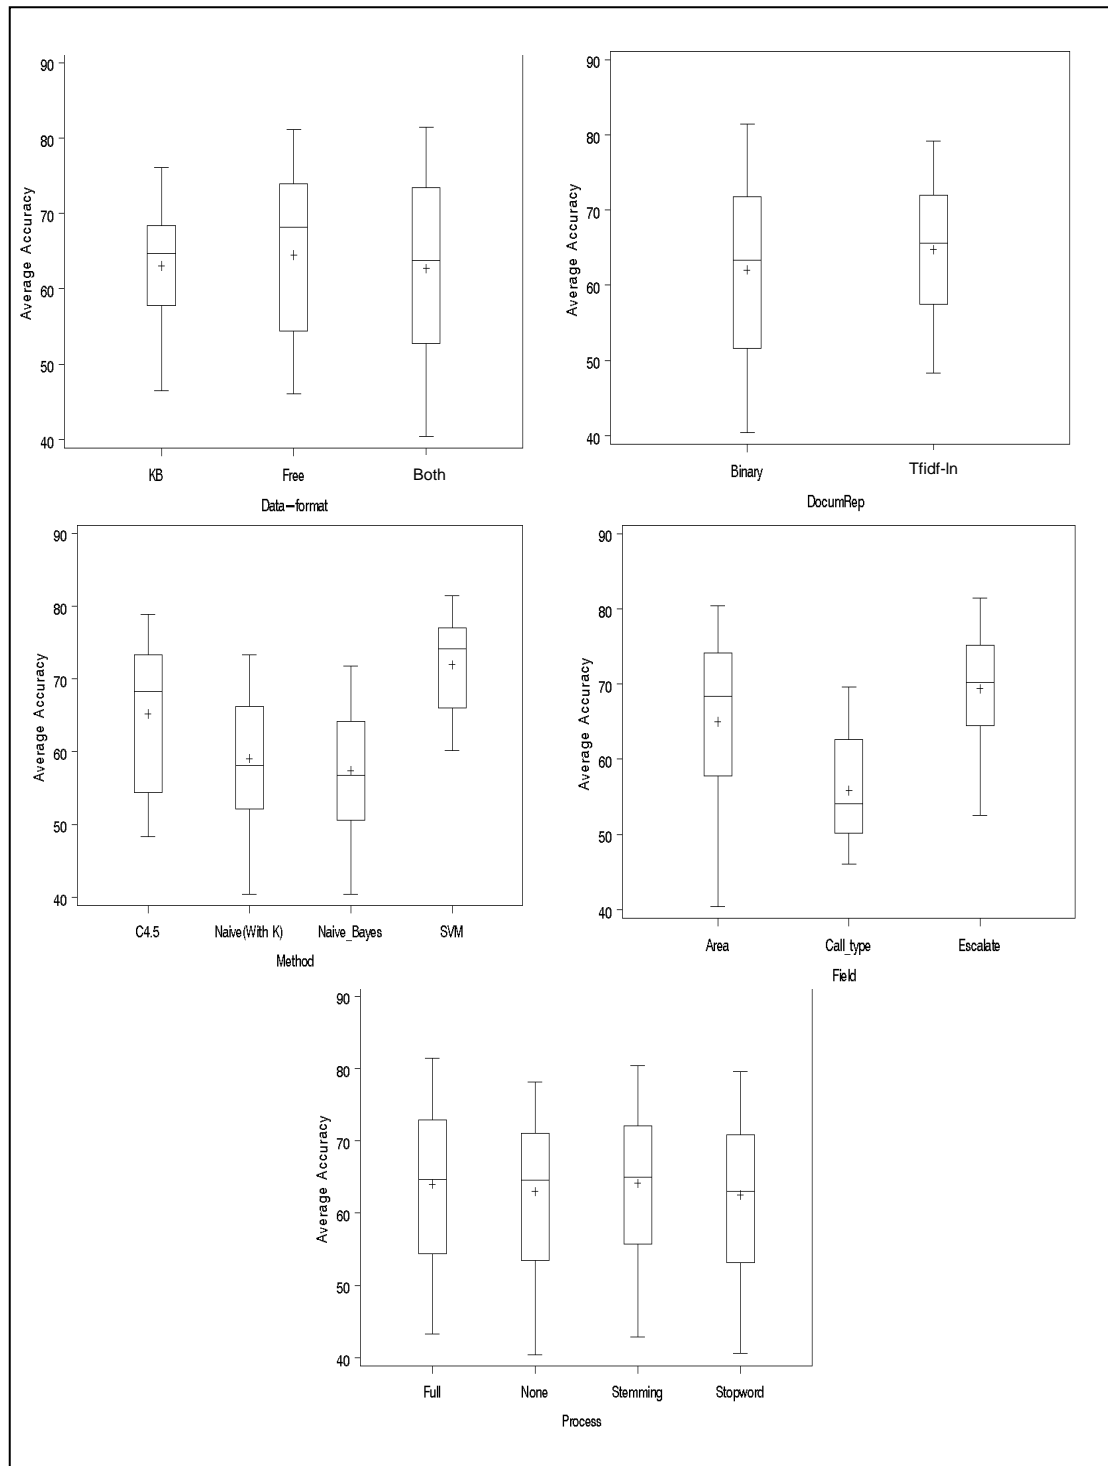 90
80
70
60
50
40
Average Accuracy
KB Free Both
Data-format
90
80
70
60
50
40
Average Accuracy
Binary Tfidf-ln
DocumRep
90
80
70
60
50
40
Average Accuracy
C4.5 Naive(With K) Naive_Bayes SVM
Method
90
80
70
60
50
40
Average Accuracy
Area Call_type Escalate
Field
90
80
70
60
50
40
Average Accuracy
Full None Stemming Stopword
Process